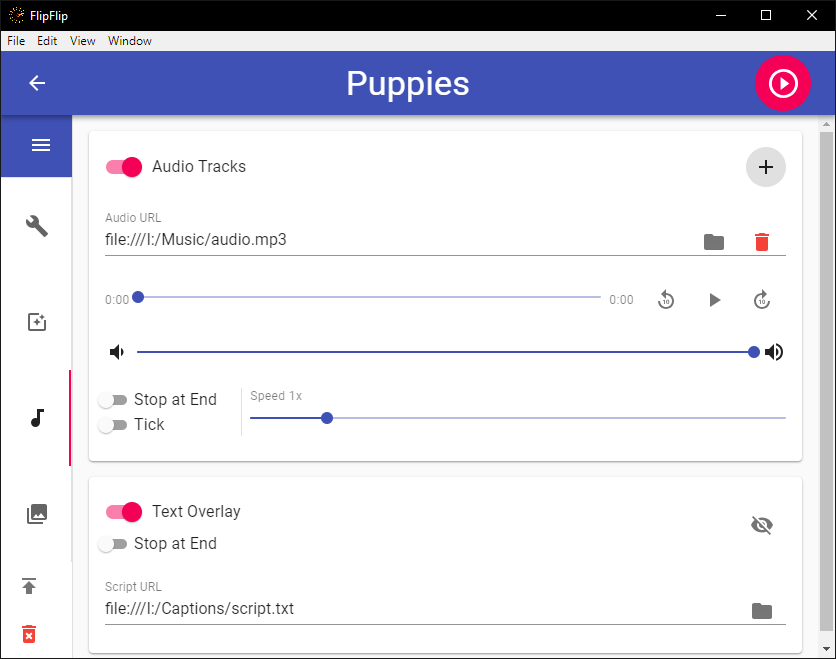 FlipFlip
File Edit View Window
Puppies
Audio Tracks
Audio URL
file:///I:/Music/audio.mp3
0:00 0:00 10 10
Stop at End
Speed 1x
Tick
Text Overlay
Stop at End
Script URL
file:///I:/Captions/script.txt